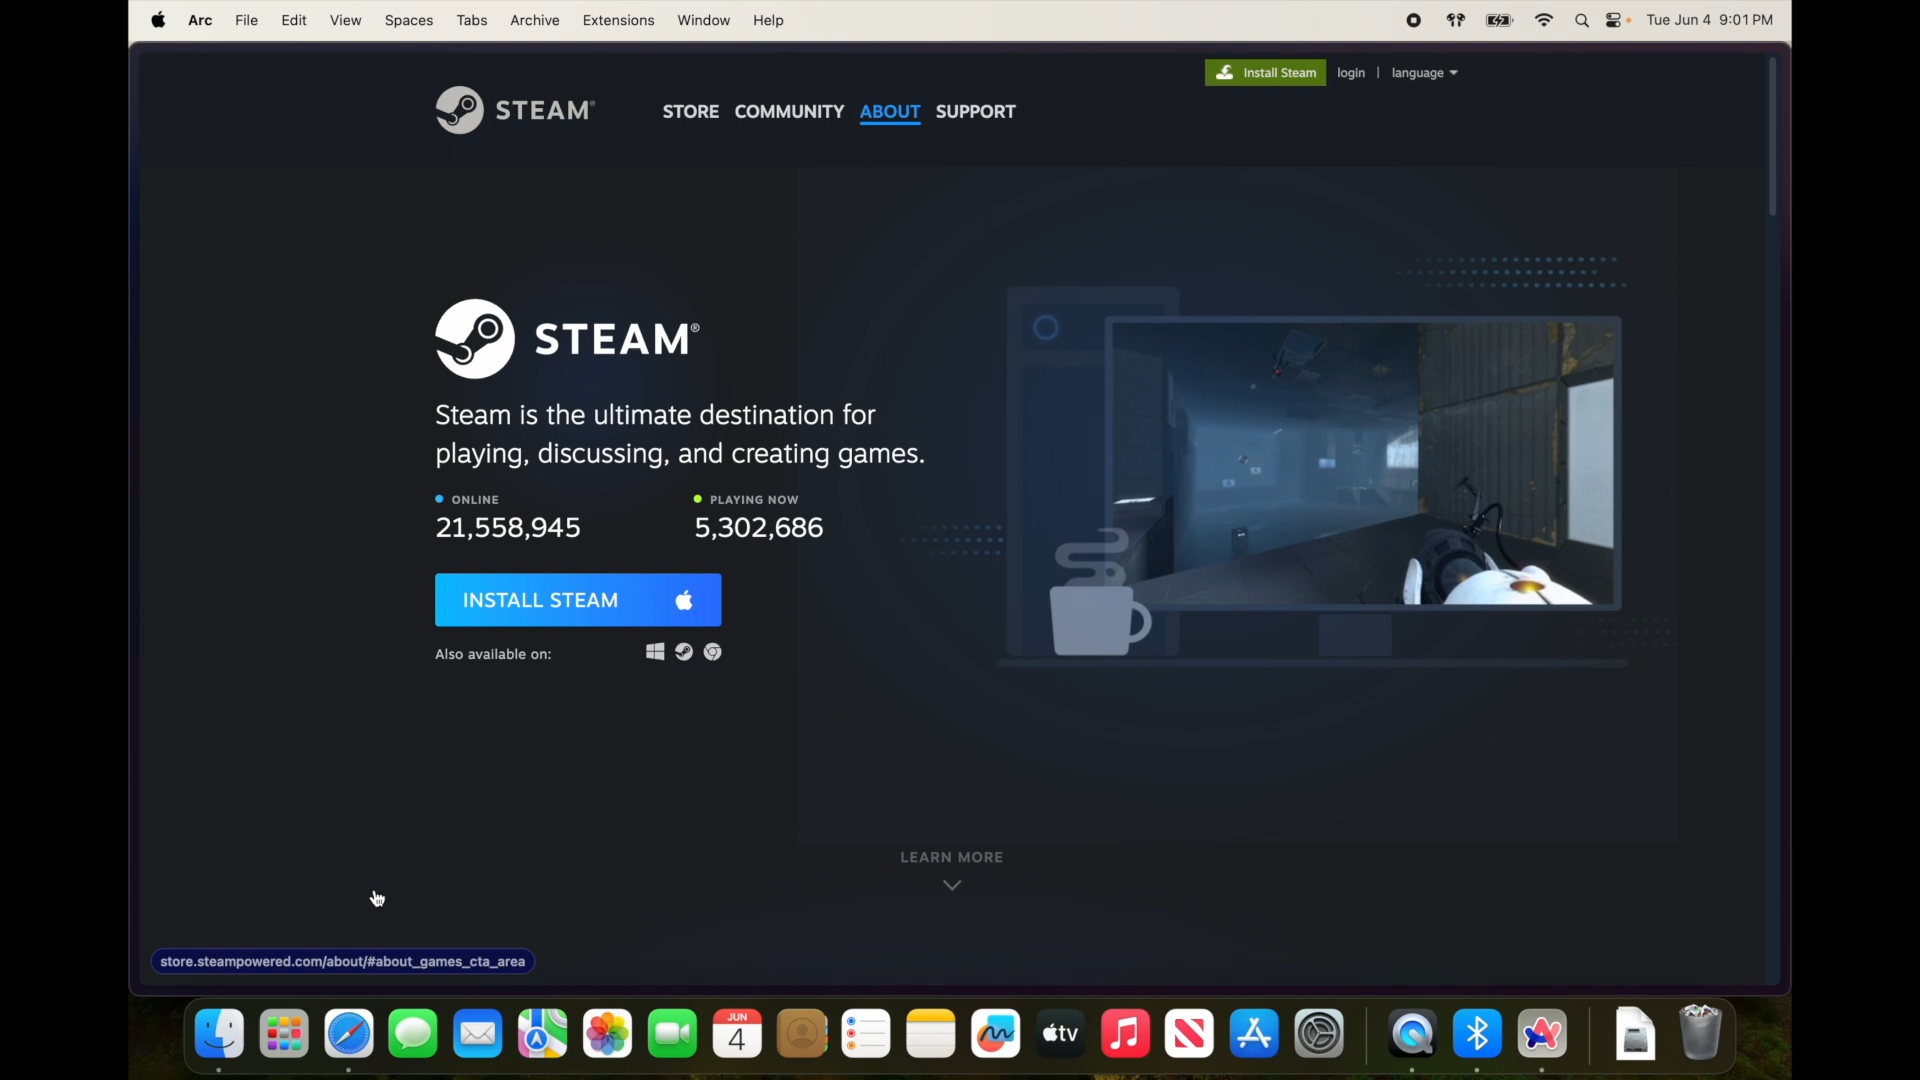 Arc File Edit View Spaces Tabs Archive Extensions Window Help Tue Jun 4 9:01 PM
Install Steam login | language
STEAM® STORE COMMUNITY ABOUT SUPPORT
STEAM®
Steam is the ultimate destination for
playing, discussing, and creating games.
ONLINE PLAYING NOW
21,558,945 5,302,686
INSTALL STEAM
Also available on:
LEARN MORE
store.steampowered.com/about/#about_games_cta_area
JUN
4
tv